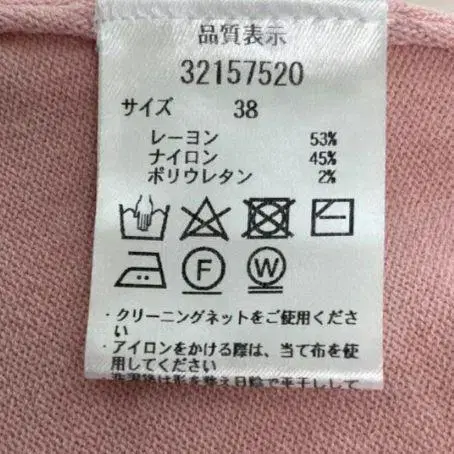 品質表示
32157520
サイズ 38
レーヨン 53%
ナイロン 45%
ポリウレタン 2%
F W
・クリーニングネットをご使用くださ
い
・アイロンをかける際は、当て布を使
用してください